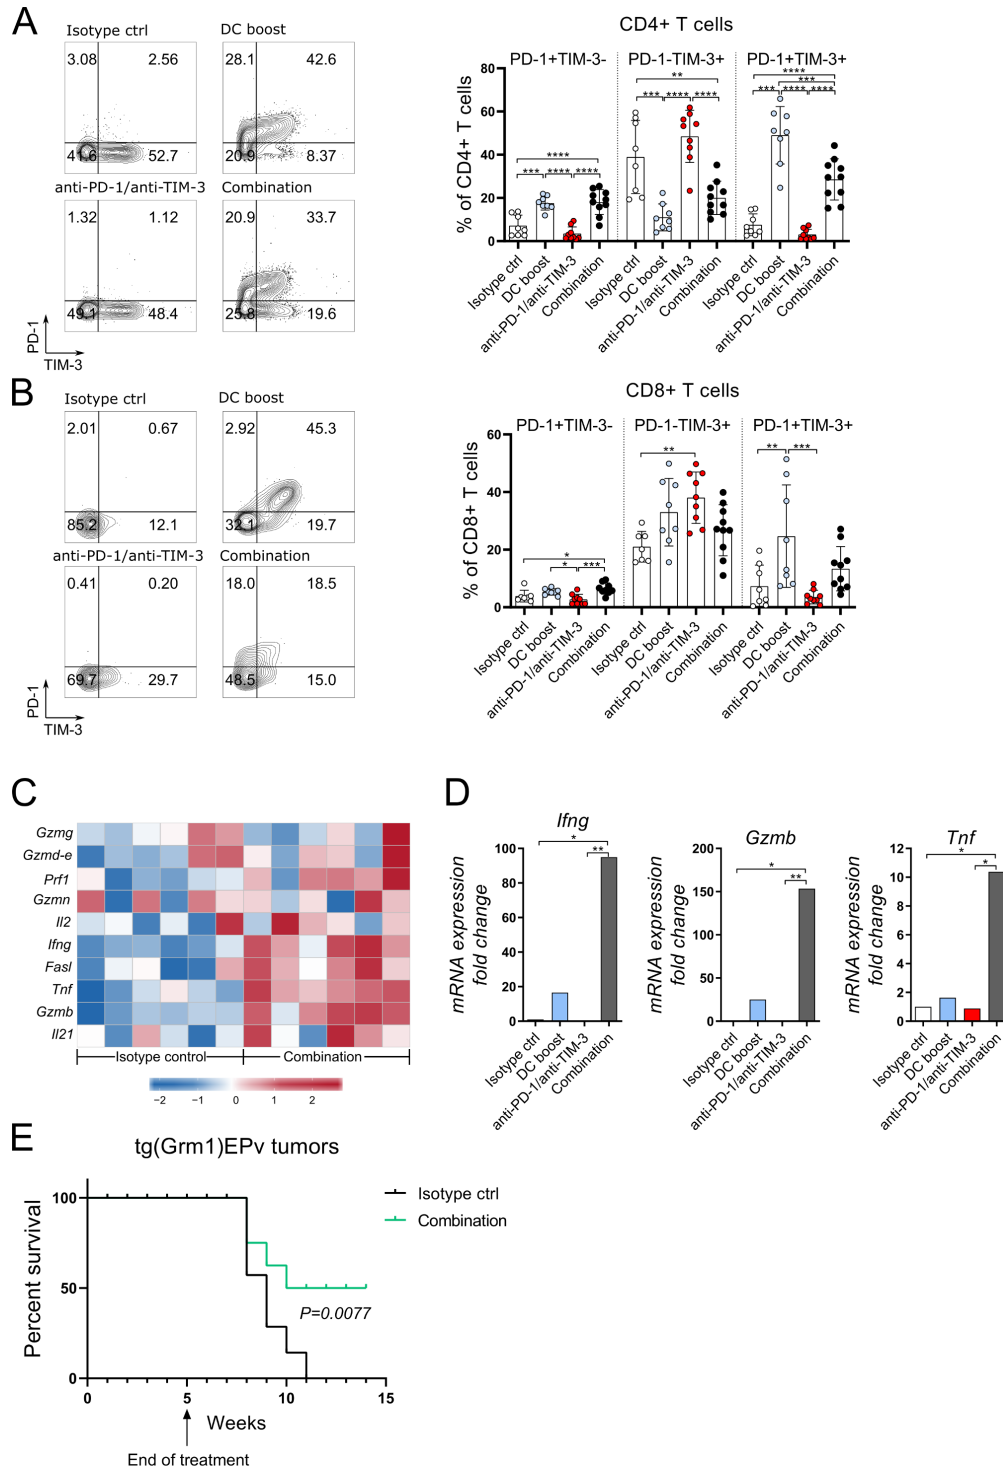 A
Isotype ctrl
DC boost
3.08 2.56
28.1 42.6
41.6 52.7
20.9 8.37
anti-PD-1/anti-TIM-3
Combination
1.32 1.12
20.9 33.7
49.1 48.4
25.8 19.6
PD-1
TIM-3
CD4+ T cells
PD-1+TIM-3- PD-1-TIM-3+ PD-1+TIM-3+
% of CD4+ T cells
80
60
40
20
0
**** *** **** ****
** *** **** ****
**** *** *** **** ****
Isotype ctrl
DC boost
anti-PD-1/anti-TIM-3
Combination
Isotype ctrl
DC boost
anti-PD-1/anti-TIM-3
Combination
Isotype ctrl
DC boost
anti-PD-1/anti-TIM-3
Combination
B
Isotype ctrl
DC boost
2.01 0.67
2.92 45.3
85.2 12.1
32.1 19.7
anti-PD-1/anti-TIM-3
Combination
0.41 0.20
18.0 18.5
69.7 29.7
48.5 15.0
PD-1
TIM-3
CD8+ T cells
PD-1+TIM-3- PD-1-TIM-3+ PD-1+TIM-3+
% of CD8+ T cells
60
40
20
0
* * ***
**
** ***
Isotype ctrl
DC boost
anti-PD-1/anti-TIM-3
Combination
Isotype ctrl
DC boost
anti-PD-1/anti-TIM-3
Combination
Isotype ctrl
DC boost
anti-PD-1/anti-TIM-3
Combination
C
Gzmg
Gzmd-e
Prf1
Gzmn
Il2
Ifng
Fasl
Tnf
Gzmb
Il21
Isotype control Combination
−2 −1 0 1 2
D
Ifng
mRNA expression
fold change
100
80
60
40
20
0
* **
Isotype ctrl
DC boost
anti-PD-1/anti-TIM-3
Combination
Gzmb
mRNA expression
fold change
200
150
100
50
0
* **
Isotype ctrl
DC boost
anti-PD-1/anti-TIM-3
Combination
Tnf
mRNA expression
fold change
12
10
8
6
4
2
0
* *
Isotype ctrl
DC boost
anti-PD-1/anti-TIM-3
Combination
E
tg(Grm1)EPv tumors
Percent survival
100
50
0
0 5 10 15
Weeks
End of treatment
P=0.0077
Isotype ctrl
Combination